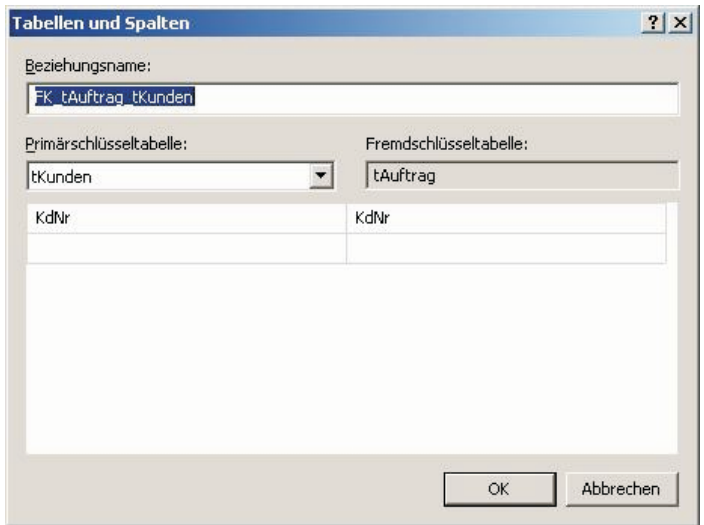 Tabellen und Spalten
Beziehungsname:
FK_tAuftrag_tKunden
Primärschlüsseltabelle: Fremdschlüsseltabelle:
tKunden tAuftrag
KdNr KdNr
OK Abbrechen